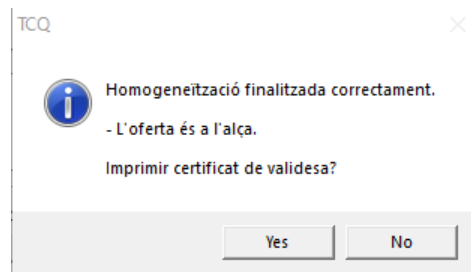 TCQ
Homogeneïtzació finalitzada correctament.
- L'oferta és a l'alça.
Imprimir certificat de validesa?
Yes
No